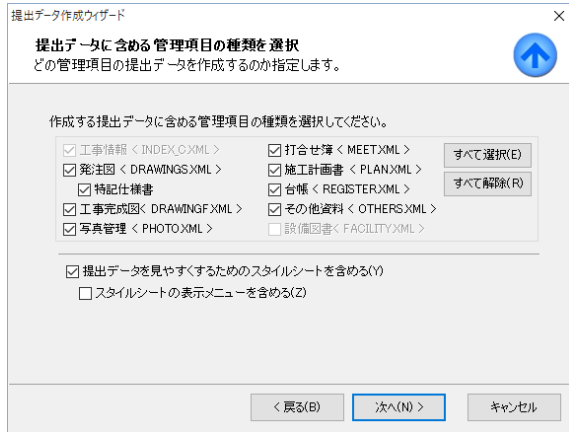 提出データ作成ウィザード
提出データに含める管理項目の種類を選択
どの管理項目の提出データを作成するのか指定します。
作成する提出データに含める管理項目の種類を選択してください。
工事情報 < INDEX_C.XML >
発注図 < DRAWINGS.XML >
特記仕様書
工事完成図< DRAWINGF.XML >
写真管理 < PHOTO.XML >
打合せ簿 < MEET.XML >
施工計画書 < PLAN.XML >
台帳 < REGISTER.XML >
その他資料 < OTHERS.XML >
設備図書< FACILITY.XML >
すべて選択(E)
すべて解除(R)
提出データを見やすくするためのスタイルシートを含める(Y)
スタイルシートの表示メニューを含める(Z)
< 戻る(B)
次へ(N) >
キャンセル